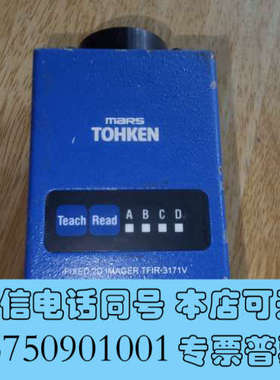 mars
TOHKEN
Teach Read A B C D
FIXED 2D IMAGER TFIR-3171V
信电话同号 本店可
750901001 专票普票